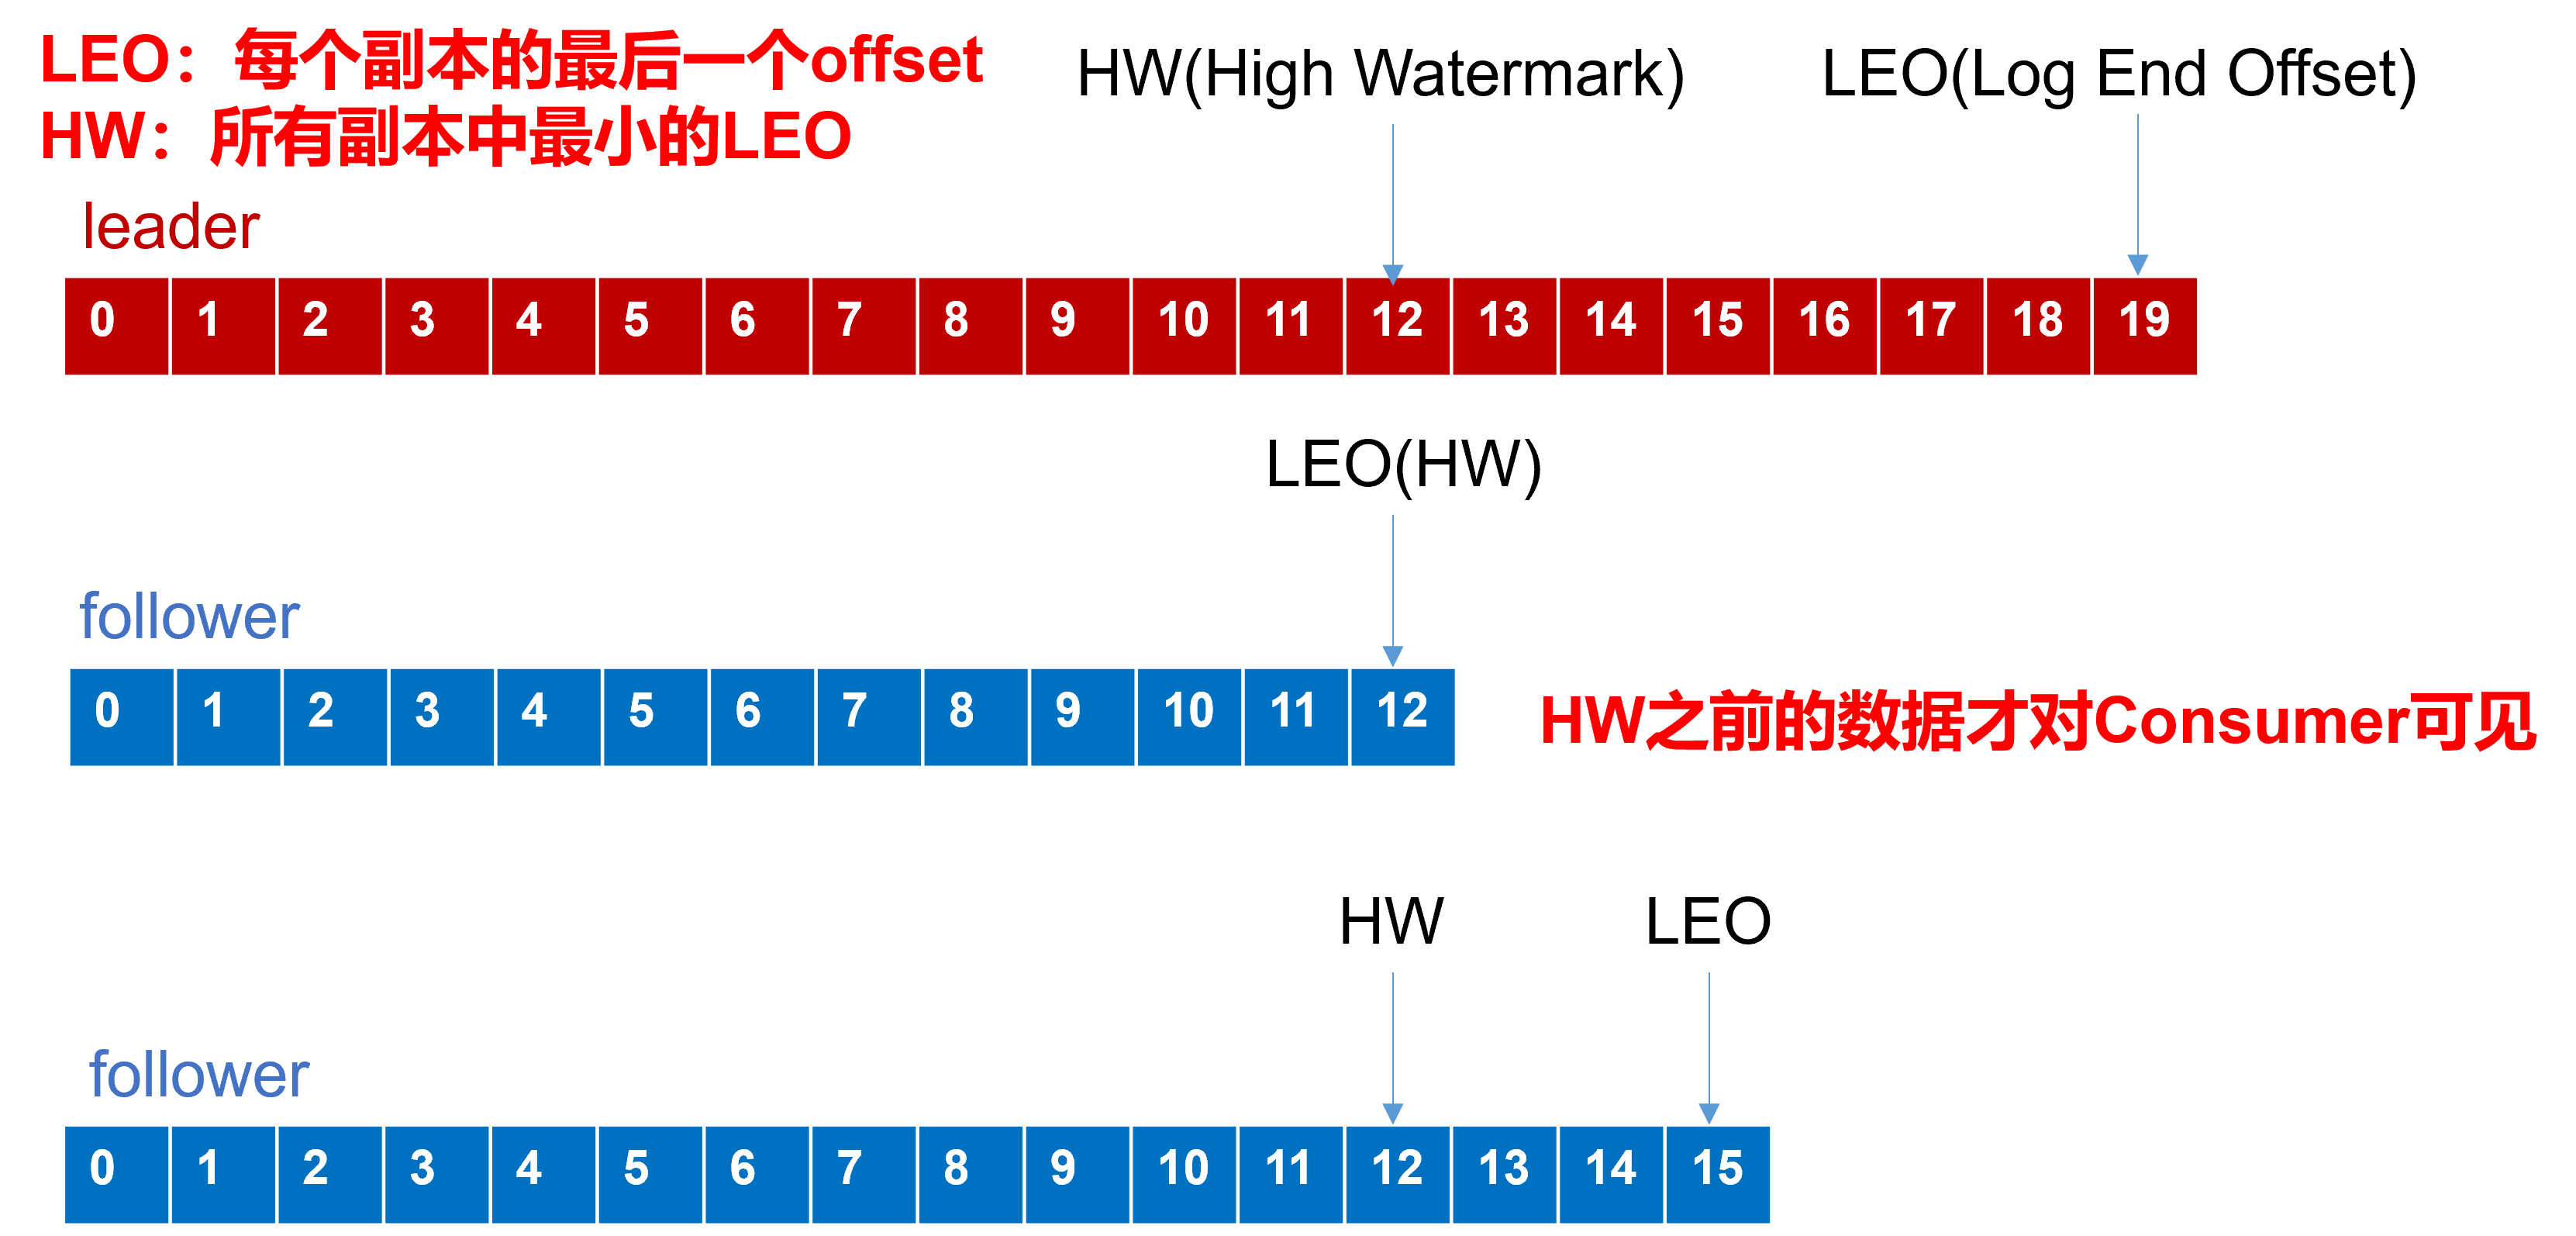 LEO：每个副本的最后一个offset
HW：所有副本中最小的LEO
HW(High Watermark)
LEO(Log End Offset)
leader
0 1 2 3 4 5 6 7 8 9 10 11 12 13 14 15 16 17 18 19
LEO(HW)
follower
0 1 2 3 4 5 6 7 8 9 10 11 12
HW之前的数据才对Consumer可见
HW
LEO
follower
0 1 2 3 4 5 6 7 8 9 10 11 12 13 14 15